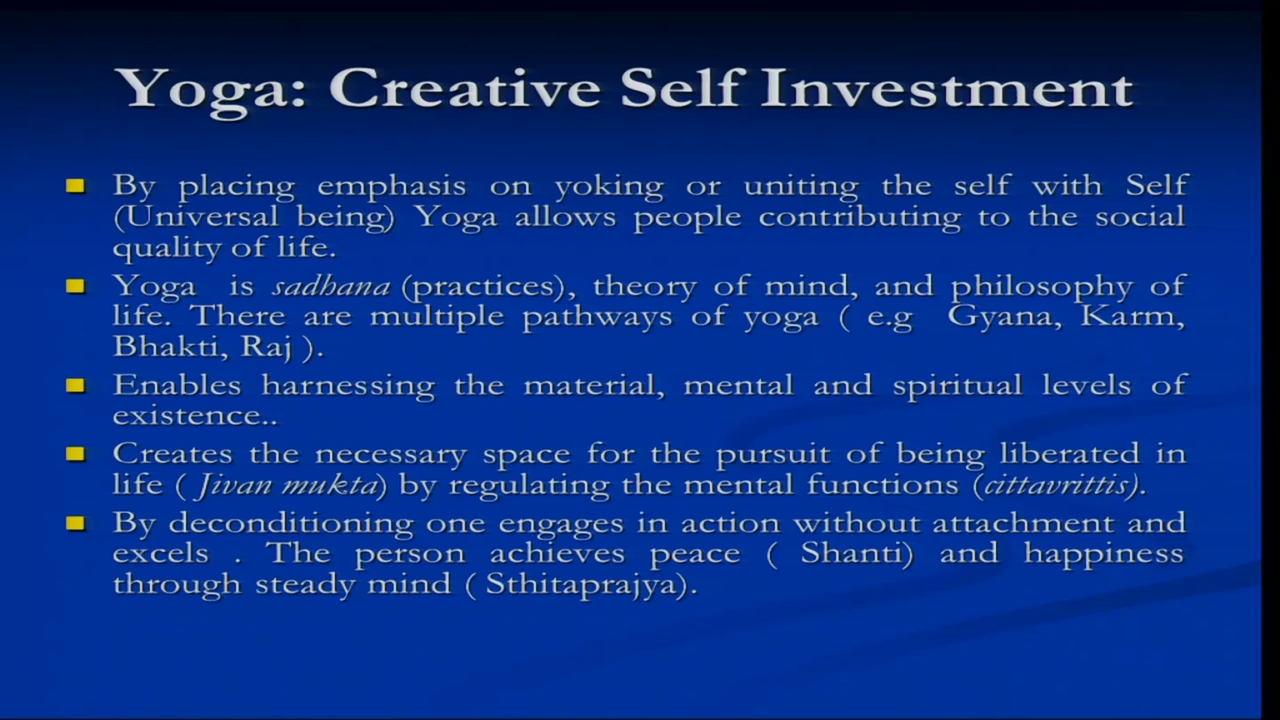 Yoga: Creative Self Investment
By placing emphasis on yoking or uniting the self with Self
(Universal being) Yoga allows people contributing to the social
quality of life.
Yoga is sadhana (practices), theory of mind, and philosophy of
life. There are multiple pathways of yoga ( e.g Gyana, Karm,
Bhakti, Raj ).
Enables harnessing the material, mental and spiritual levels of
existence..
Creates the necessary space for the pursuit of being liberated in
life ( Jivan mukta) by regulating the mental functions (cittavrittis).
By deconditioning one engages in action without attachment and
excels . The person achieves peace ( Shanti) and happiness
through steady mind ( Sthitaprajya).